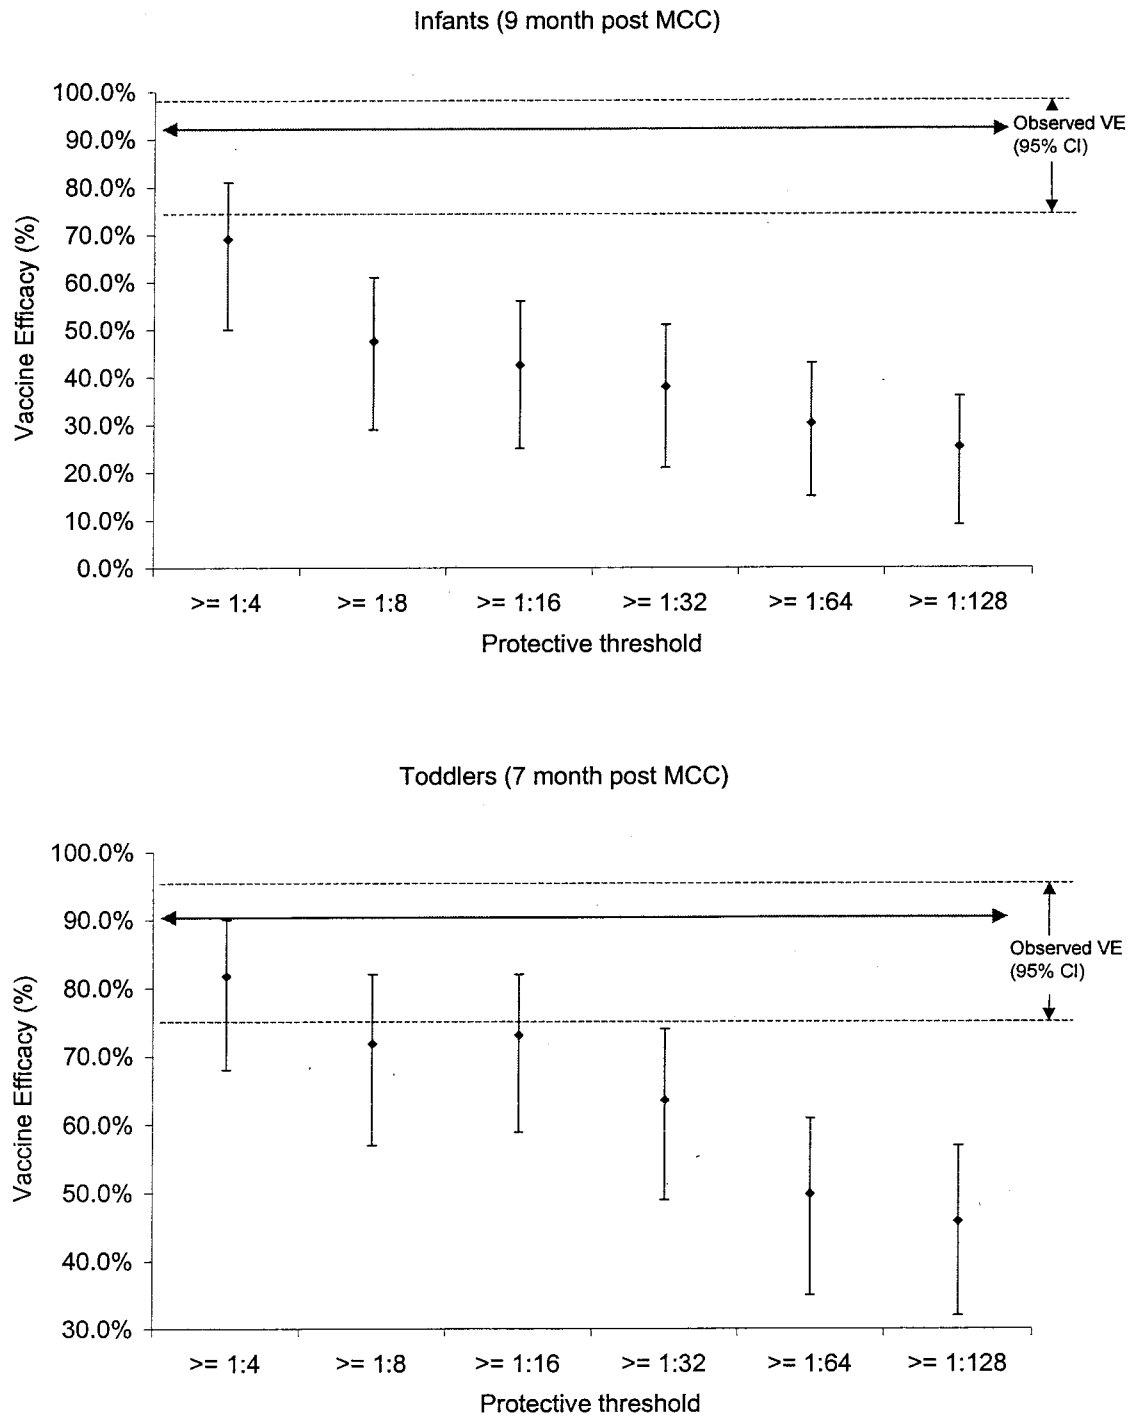 Infants (9 month post MCC)
100.0%
90.0%
80.0%
70.0%
60.0%
50.0%
40.0%
30.0%
20.0%
10.0%
0.0%
Vaccine Efficacy (%)
Observed VE
(95% CI)
>= 1:4 >= 1:8 >= 1:16 >= 1:32 >= 1:64 >= 1:128
Protective threshold
Toddlers (7 month post MCC)
100.0%
90.0%
80.0%
70.0%
60.0%
50.0%
40.0%
30.0%
Vaccine Efficacy (%)
Observed VE
(95% CI)
>= 1:4 >= 1:8 >= 1:16 >= 1:32 >= 1:64 >= 1:128
Protective threshold